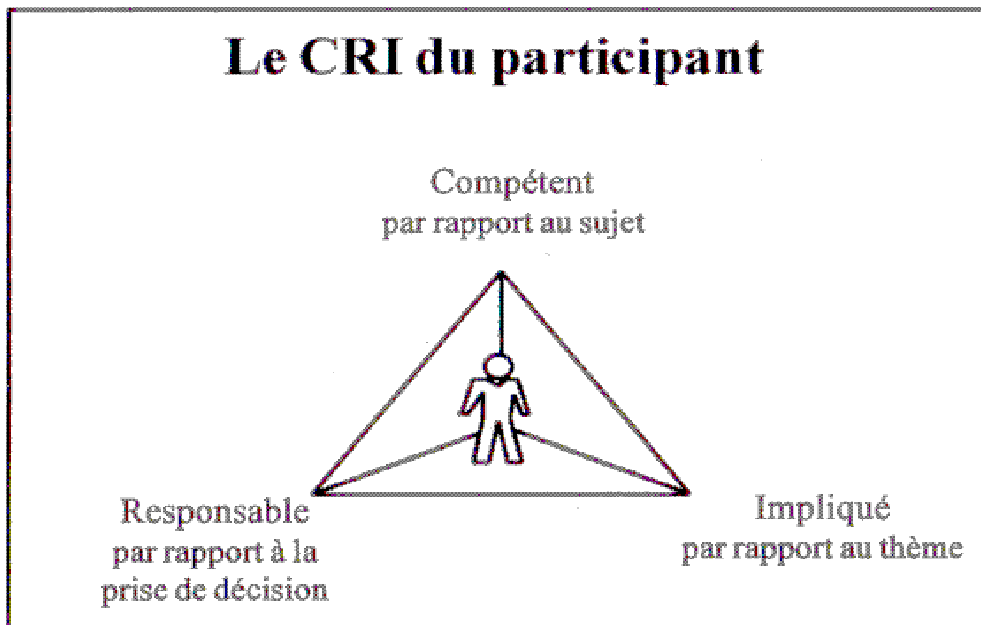 Le CRI du participant
Compétent
par rapport au sujet
Responsable
par rapport à la
prise de décision
Impliqué
par rapport au thème